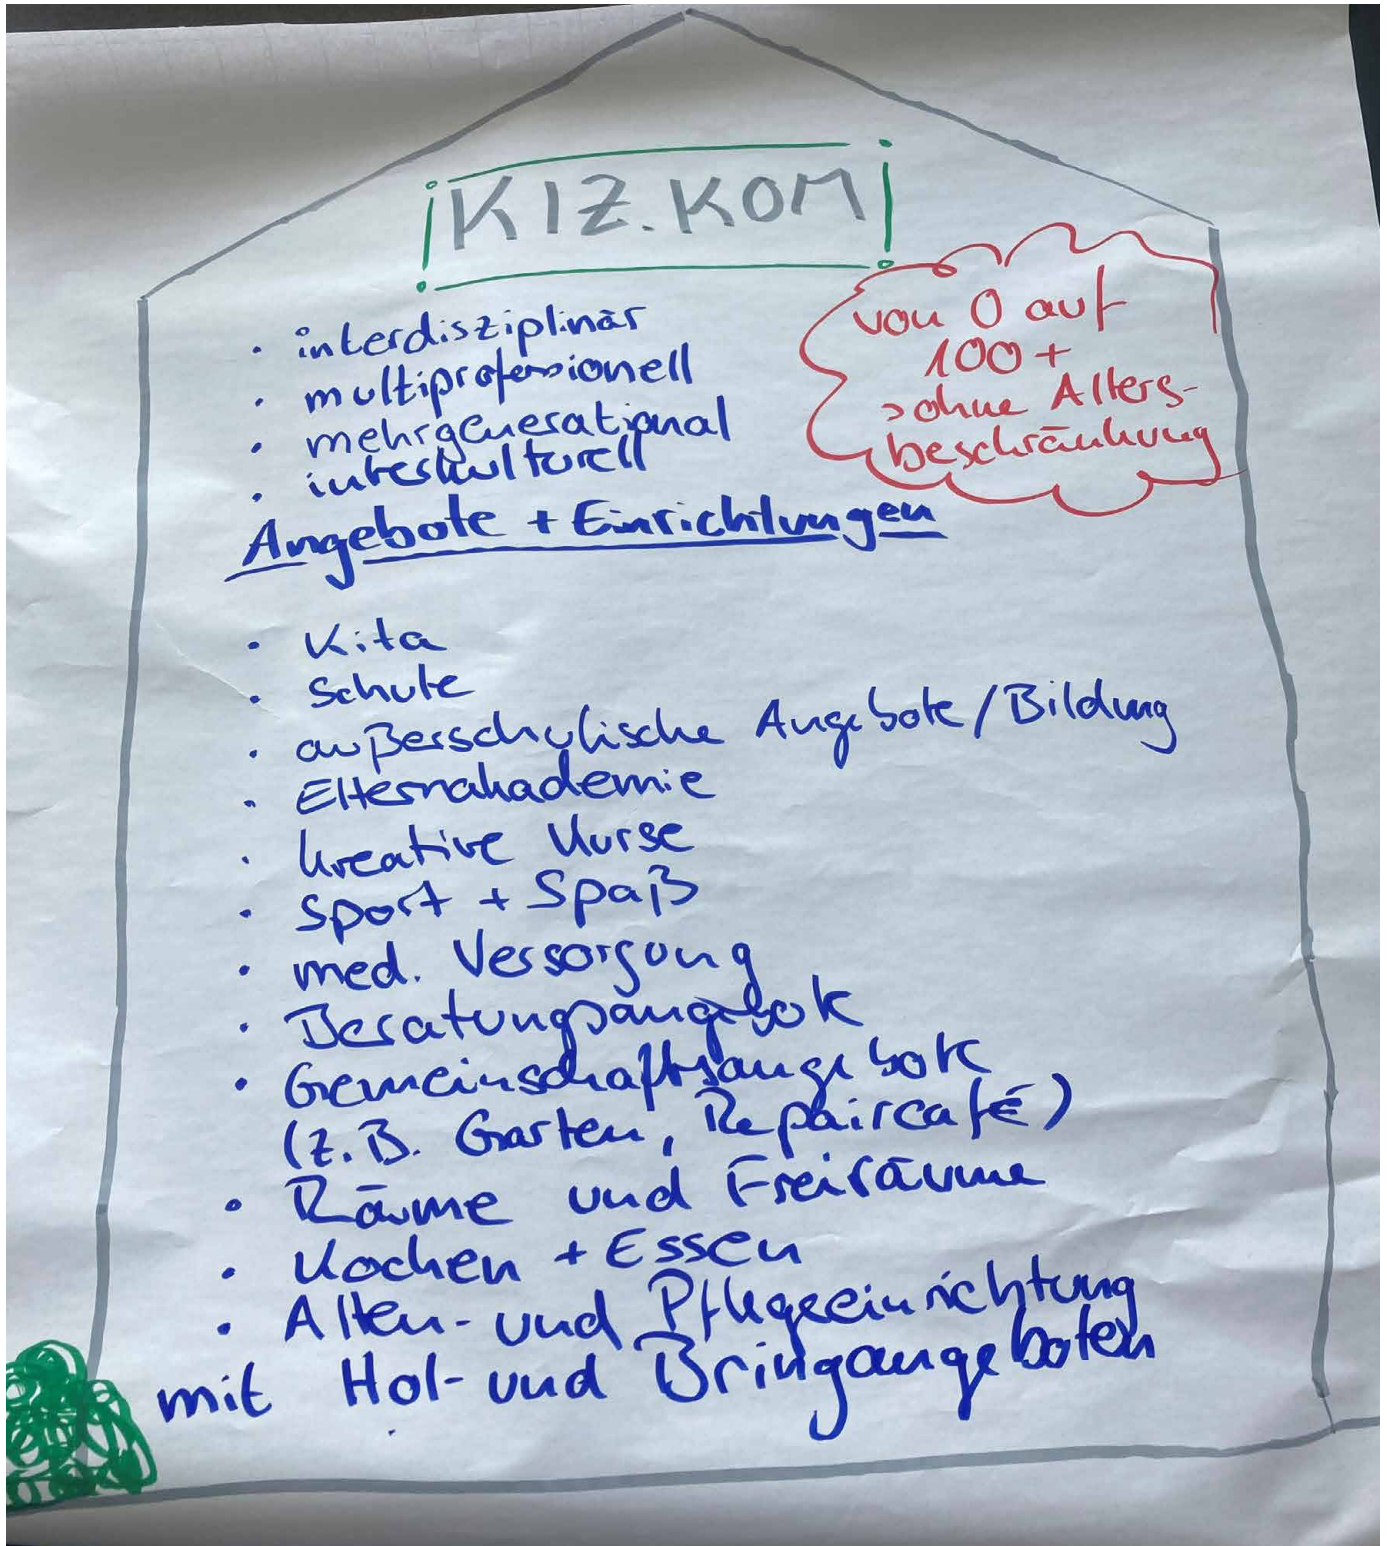 KIZ.KOM
von 0 auf
100+
> ohne Alters-
beschränkung
· interdisziplinär
· multiprofessionell
· mehrgenerational
· interkulturell
Angebote + Einrichtungen
· Kita
· Schule
· außerschulische Angebote/Bildung
· Elternakademie
· kreative Kurse
· Sport + Spaß
· med. Versorgung
· Beratungsangebote
· Gemeinschaftsangebote
(z.B. Garten, Repaircafé)
· Räume und Freiräume
· Kochen + Essen
· Alten- und Pflegeeinrichtung
mit Hol- und Bringangeboten